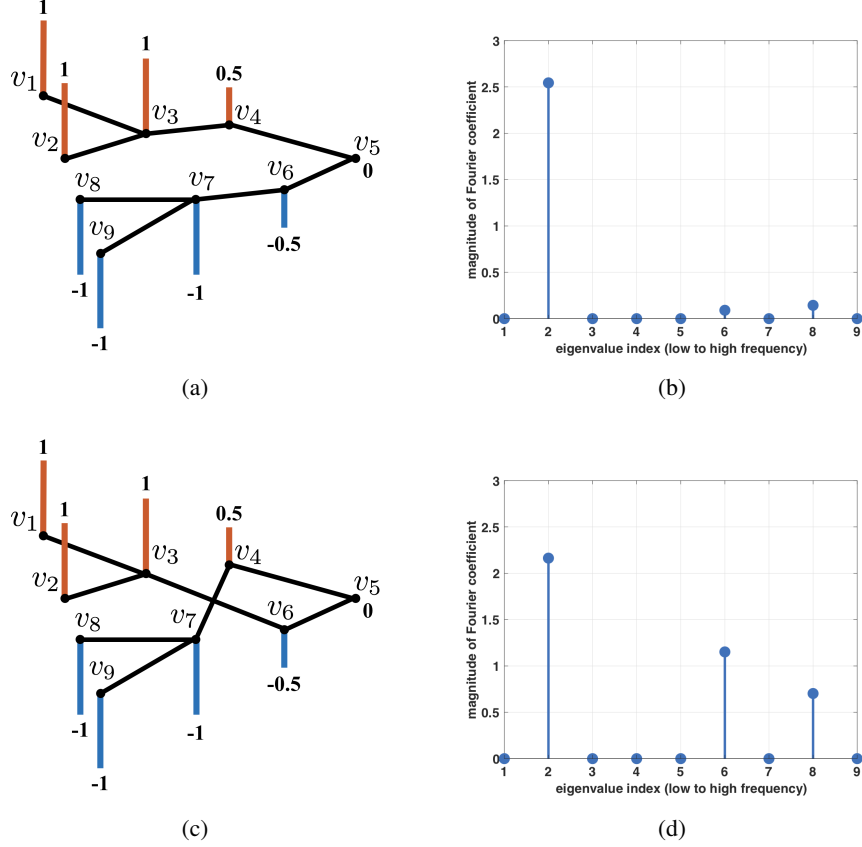 1
1
1
0.5
v1
v2
v3
v4
v5
0
v8
v7
v6
v9
-0.5
-1
-1
-1
(a)
3
2.5
2
1.5
1
0.5
0
magnitude of Fourier coefficient
1 2 3 4 5 6 7 8 9
eigenvalue index (low to high frequency)
(b)
1
1
1
0.5
v1
v2
v3
v4
v5
0
v8
v7
v6
v9
-0.5
-1
-1
-1
(c)
3
2.5
2
1.5
1
0.5
0
magnitude of Fourier coefficient
1 2 3 4 5 6 7 8 9
eigenvalue index (low to high frequency)
(d)